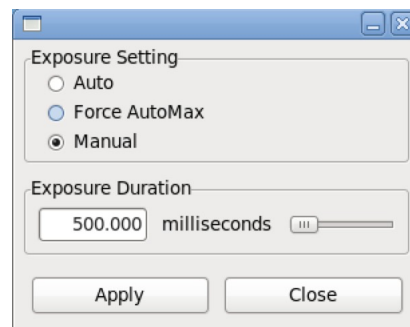 Exposure Setting
Auto
Force AutoMax
Manual
Exposure Duration
500.000 milliseconds
Apply Close